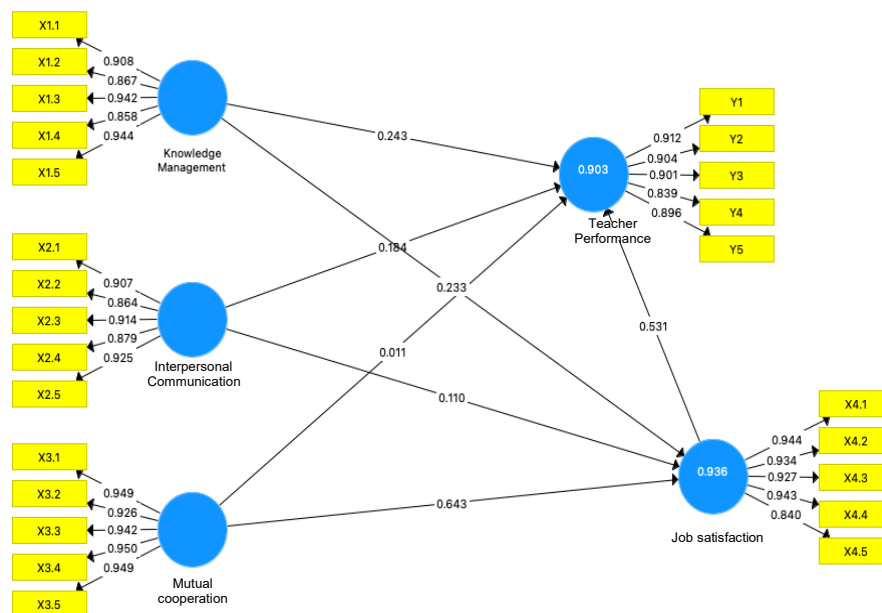 X1.1
X1.2
X1.3
X1.4
X1.5
0.908
0.867
0.942
0.858
0.944
Knowledge
Management
X2.1
X2.2
X2.3
X2.4
X2.5
0.907
0.864
0.914
0.879
0.925
Interpersonal
Communication
X3.1
X3.2
X3.3
X3.4
X3.5
0.949
0.926
0.942
0.950
0.949
Mutual
cooperation
0.243
0.184
0.233
0.011
0.110
0.643
0.531
0.903
Teacher
Performance
0.912
0.904
0.901
0.839
0.896
Y1
Y2
Y3
Y4
Y5
0.936
Job satisfaction
0.944
0.934
0.927
0.943
0.840
X4.1
X4.2
X4.3
X4.4
X4.5